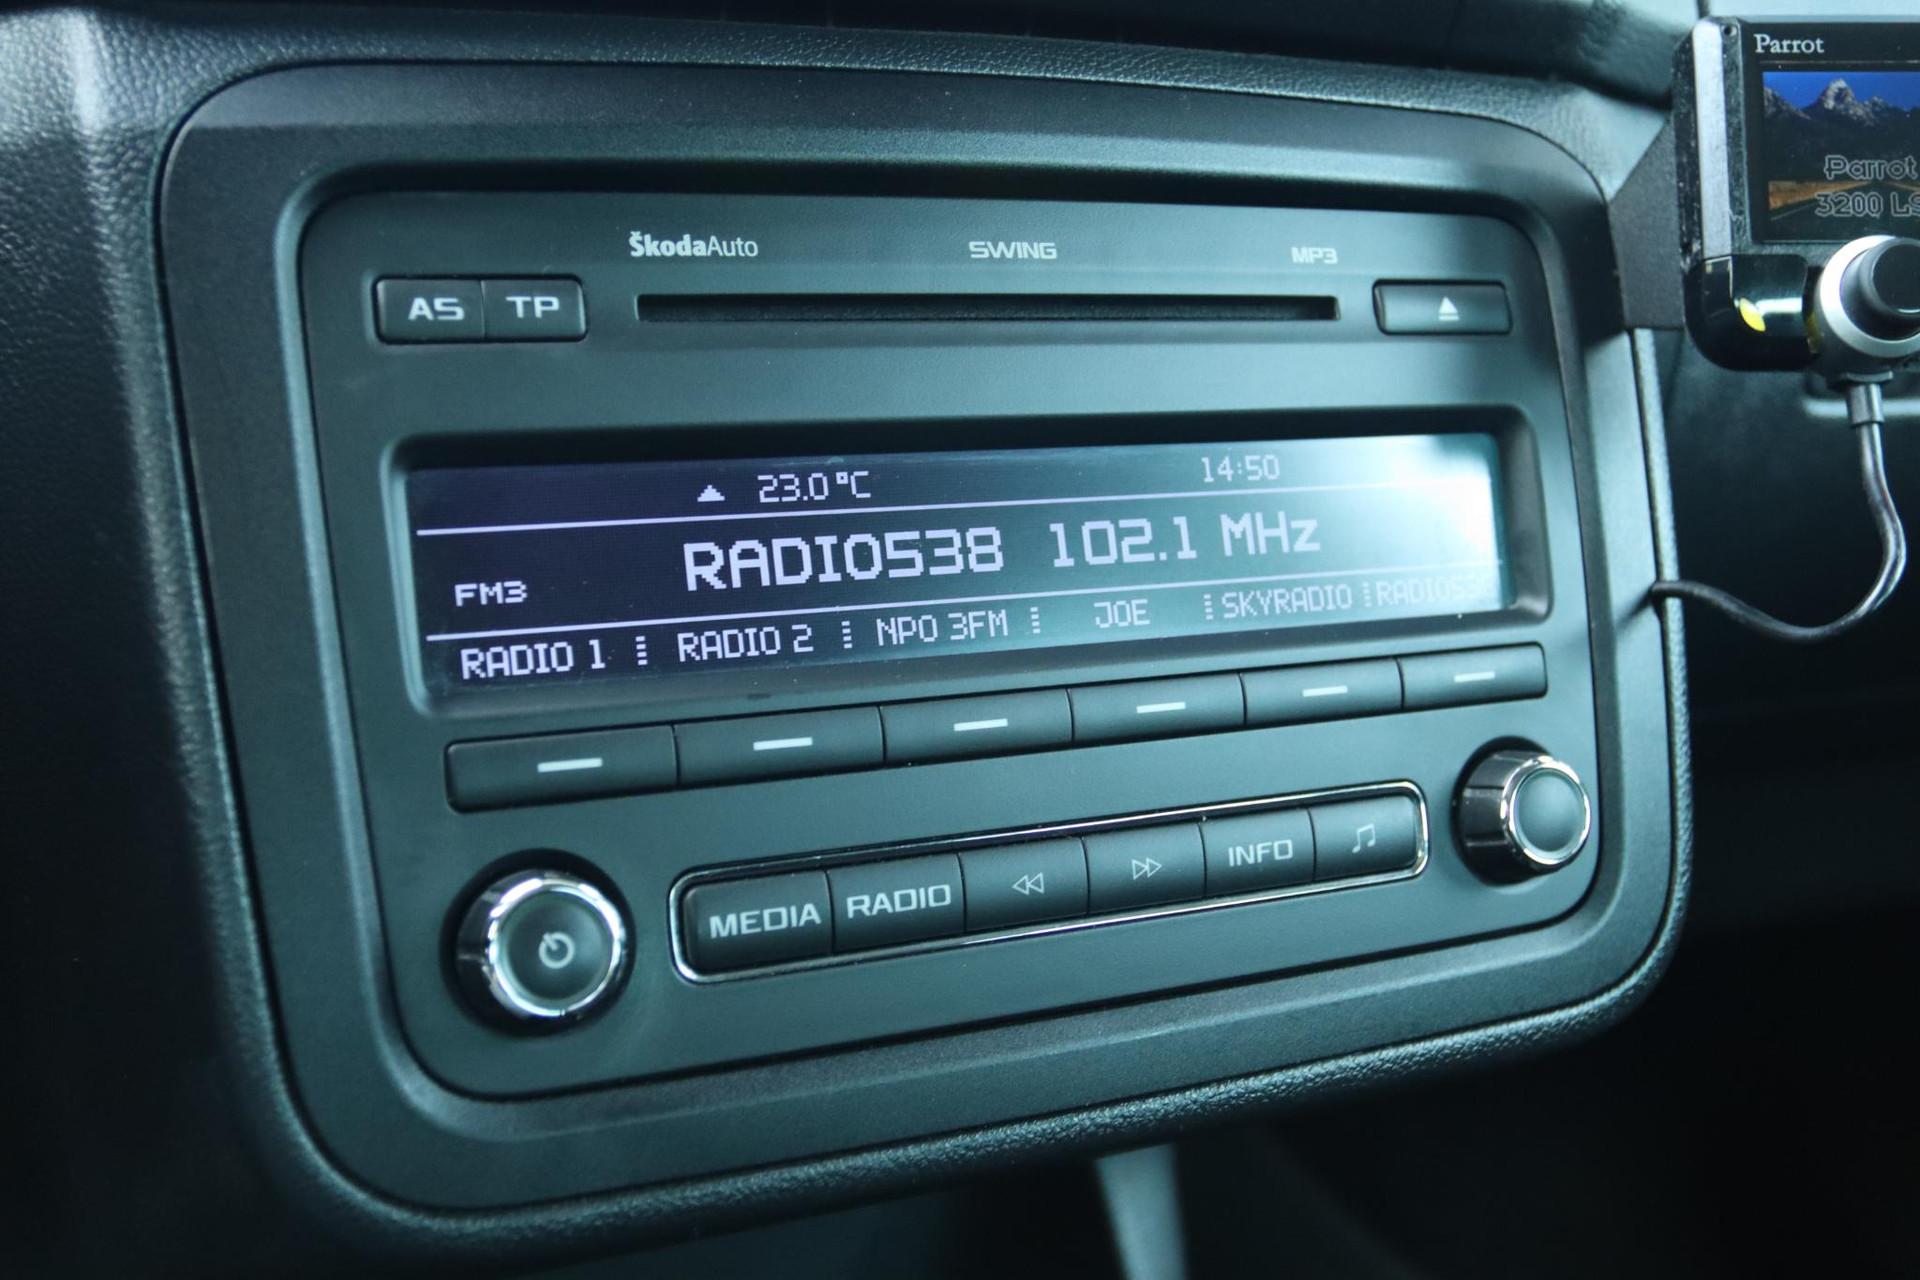 Parrot
Parrot
3200 LS
ŠkodaAuto SWING MP3
AS TP
23.0°C 14:50
FM3 RADIO538 102.1 MHz
RADIO 1 RADIO 2 NPO 3FM JOE SKYRADIO RADIO538
MEDIA RADIO INFO